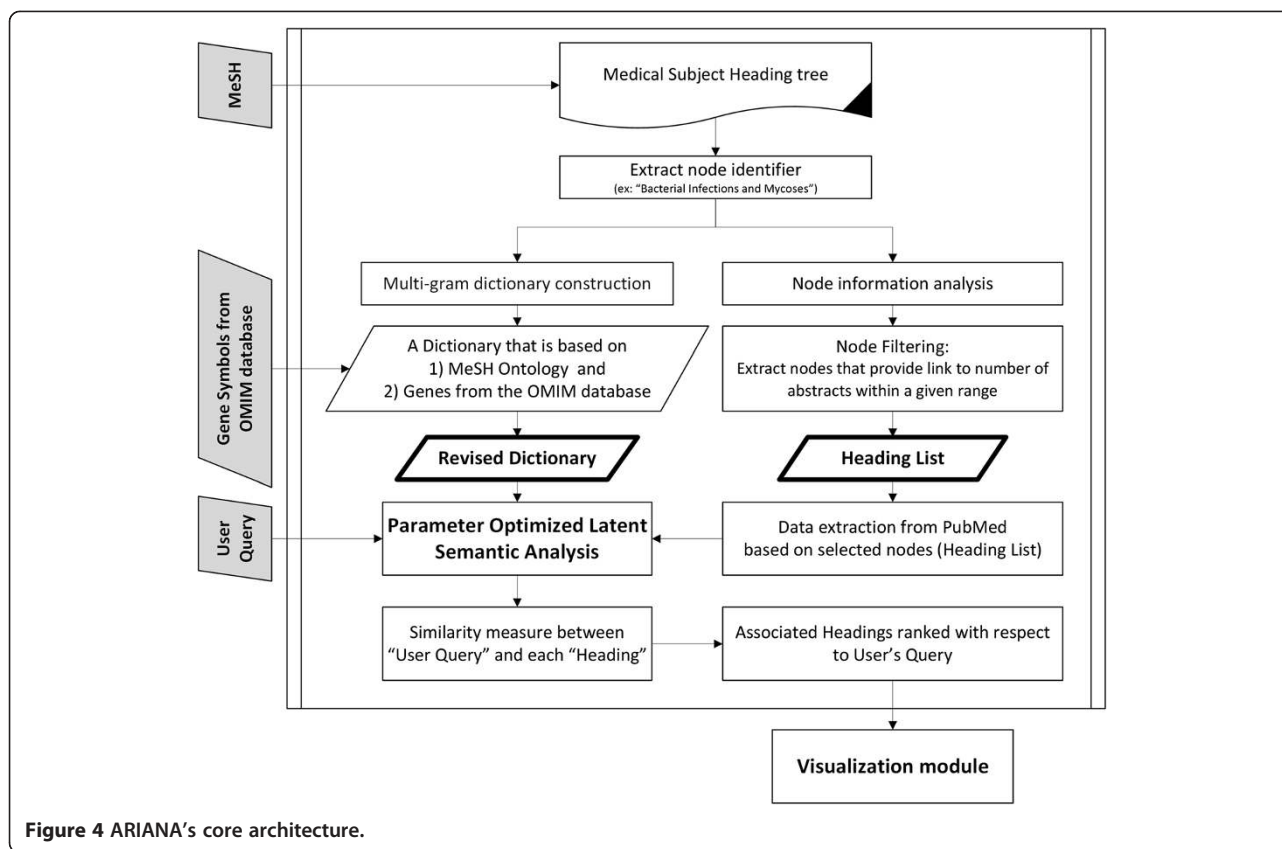 MeSH
Medical Subject Heading tree
Extract node identifier
(ex: “Bacterial Infections and Mycoses“)
Multi-gram dictionary construction
Node information analysis
Gene Symbols from
OMIM database
A Dictionary that is based on
1) MeSH Ontology and
2) Genes from the OMIM database
Node Filtering:
Extract nodes that provide link to number of
abstracts within a given range
Revised Dictionary
Heading List
User
Query
Parameter Optimized Latent
Semantic Analysis
Data extraction from PubMed
based on selected nodes (Heading List)
Similarity measure between
“User Query” and each “Heading”
Associated Headings ranked with respect
to User’s Query
Visualization module
Figure 4 ARIANA’s core architecture.